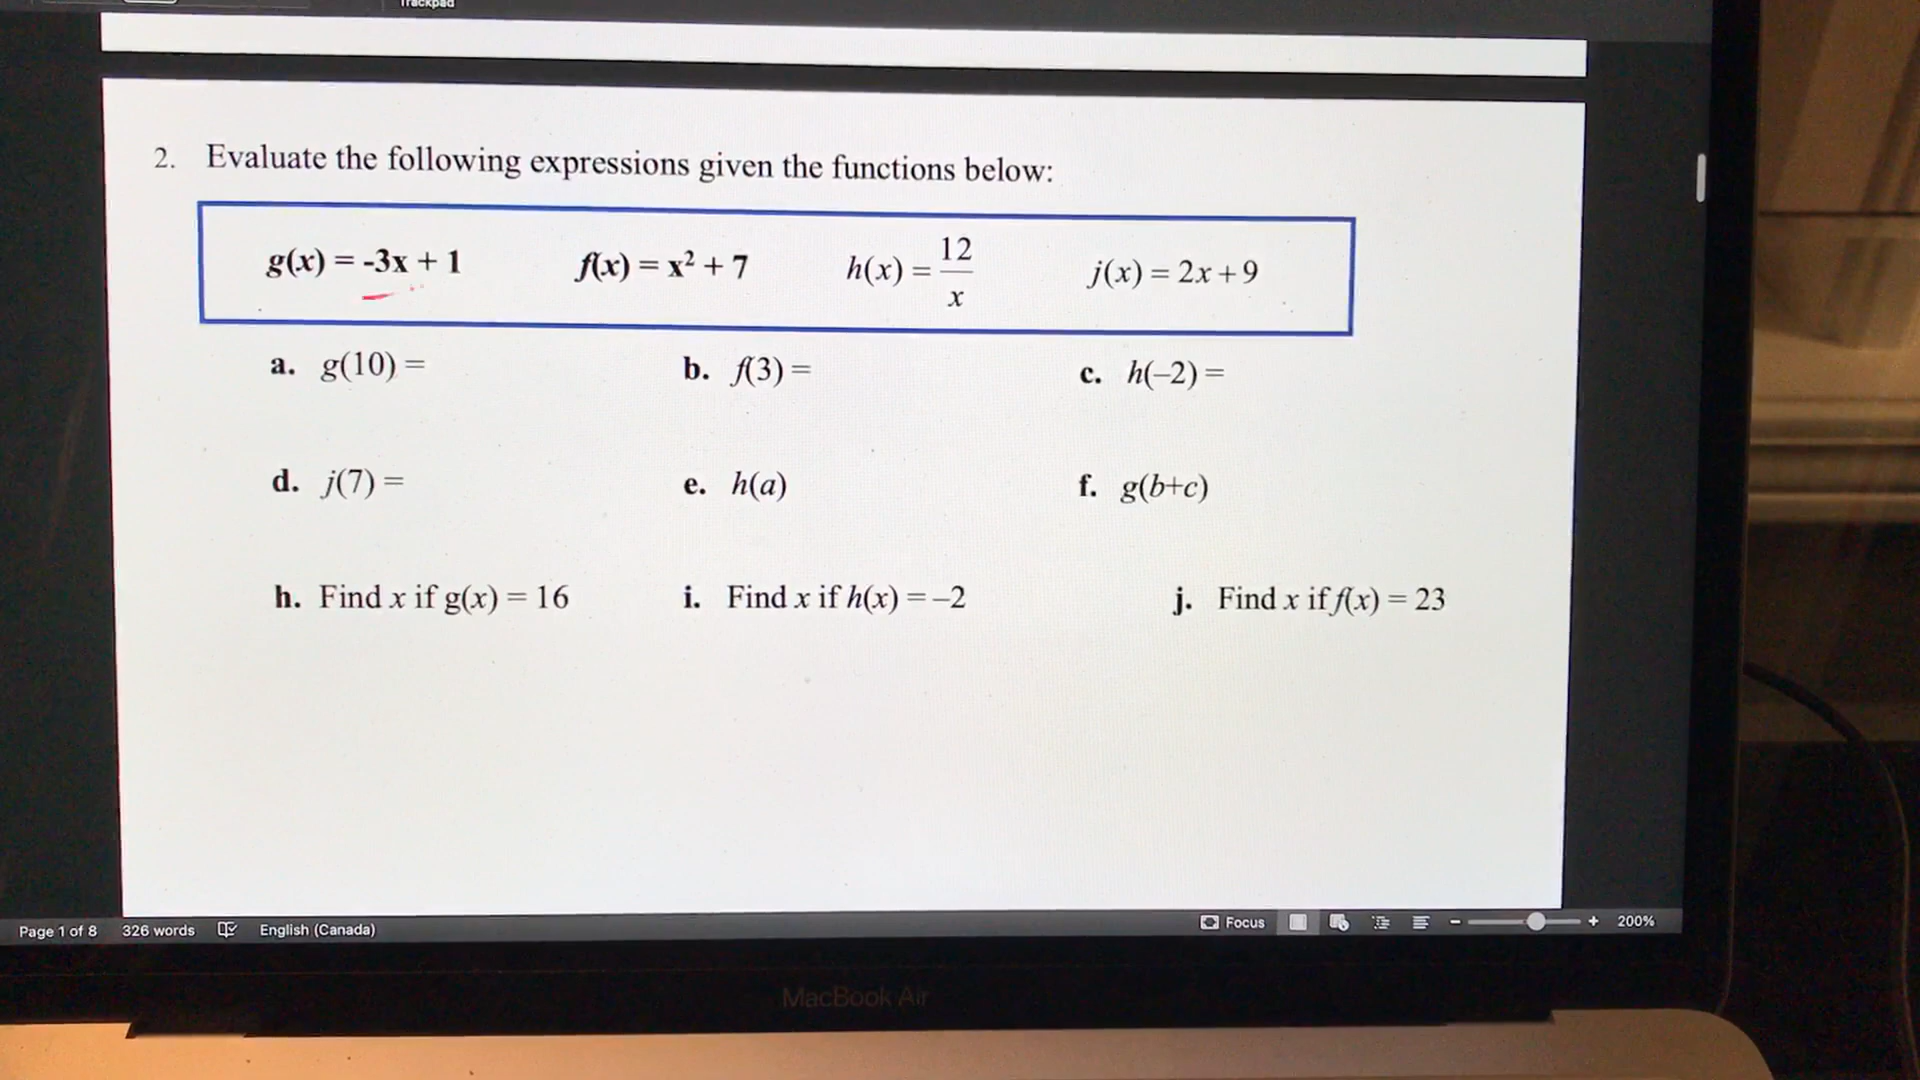 Trackpad
2. Evaluate the following expressions given the functions below:
g(x) = -3x + 1 f(x) = x² + 7 h(x) = 12/x j(x) = 2x + 9
a. g(10) = b. f(3) = c. h(–2) =
d. j(7) = e. h(a) f. g(b+c)
h. Find x if g(x) = 16 i. Find x if h(x) = –2 j. Find x if f(x) = 23
Page 1 of 8 326 words English (Canada) Focus 200%
MacBook Air